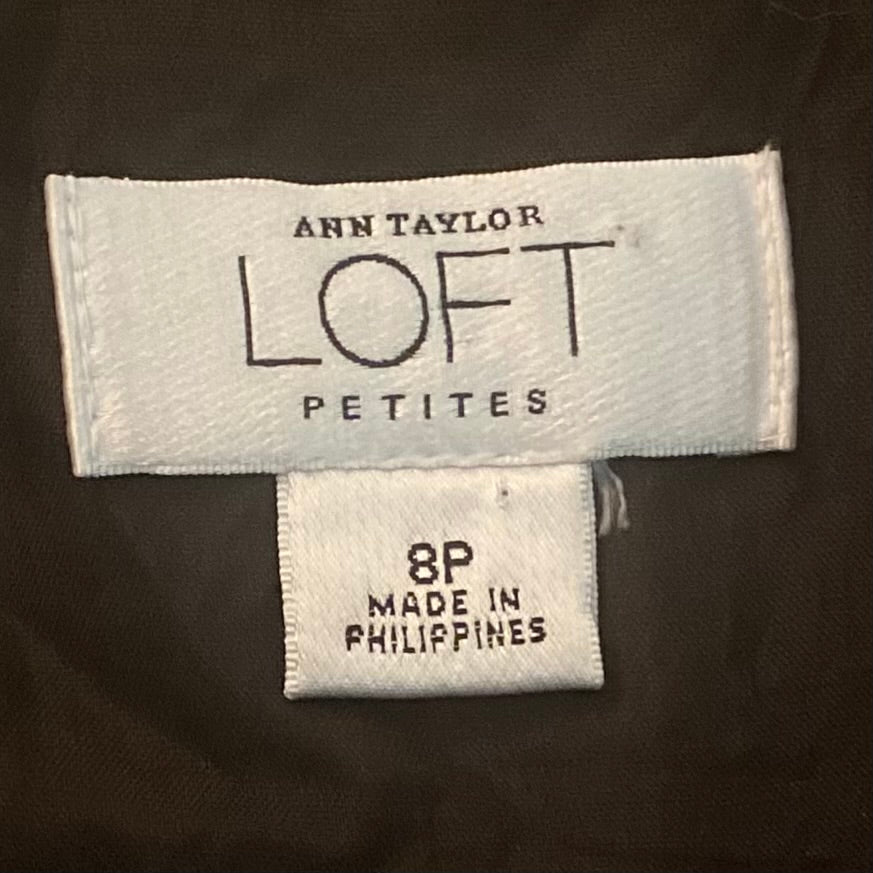 ANN TAYLOR
LOFT
PETITES
8P
MADE IN
PHILIPPINES